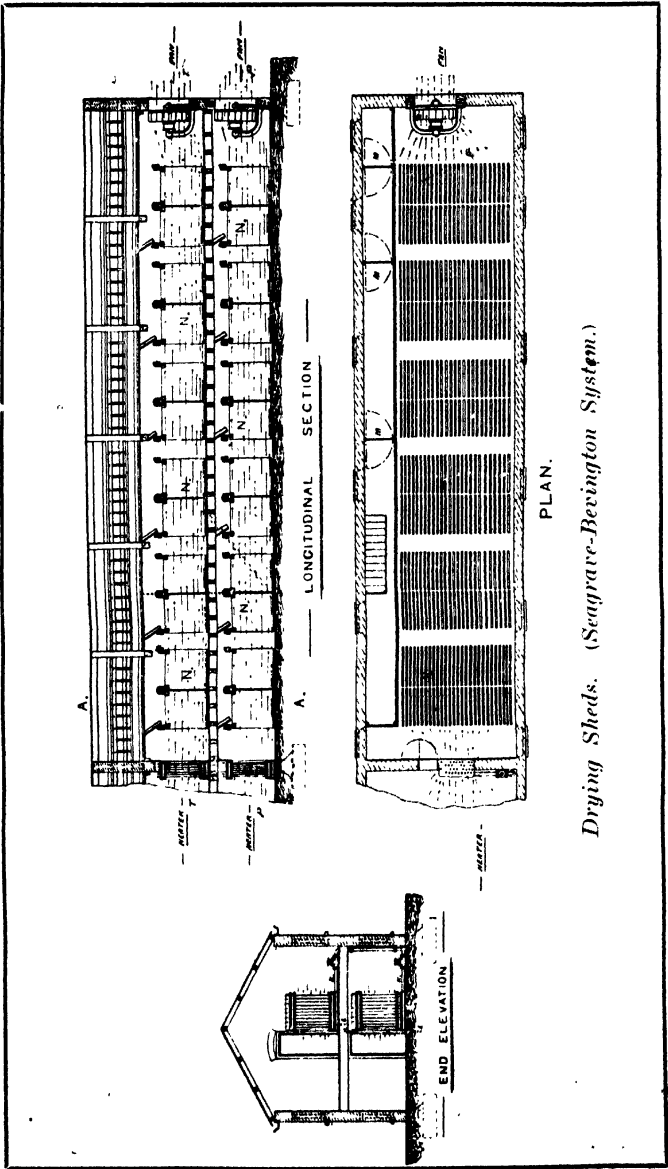 END ELEVATION
A.
HEATER
T
HEATER
P
N.
N.
N.
N.
N.
N.
N.
FAN
FAN
P
A.
LONGITUDINAL SECTION
HEATER
M
M
M
FAN
PLAN.
Drying Sheds. (Seagrave-Bevington System.)